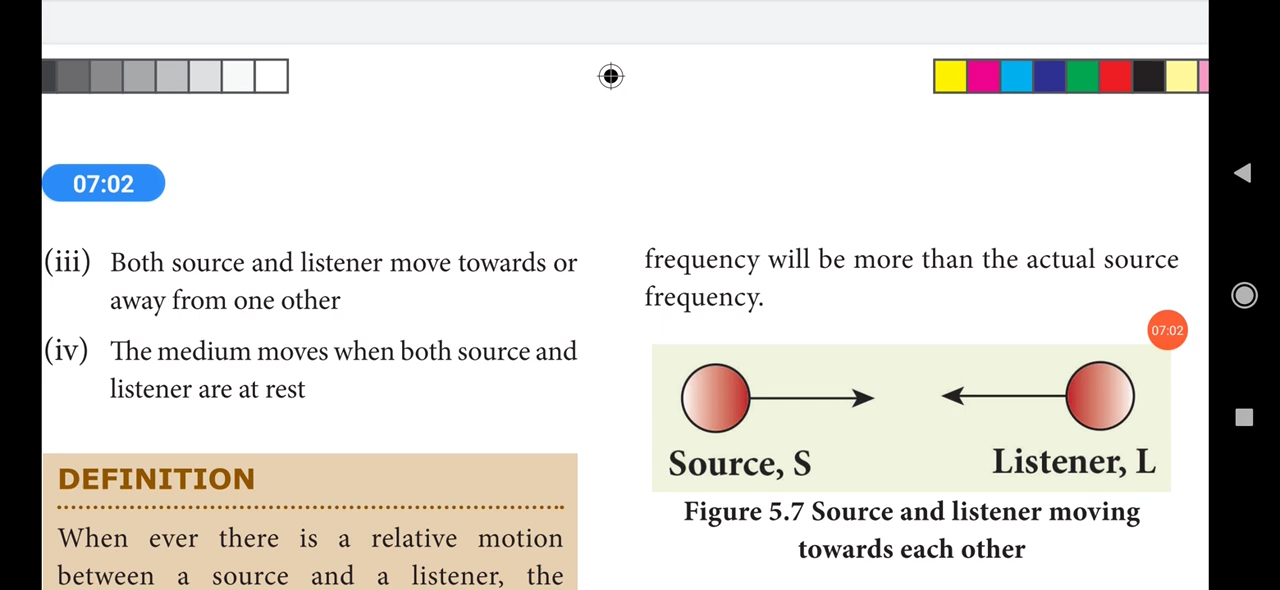 07:02
(iii) Both source and listener move towards or
away from one other
(iv) The medium moves when both source and
listener are at rest
DEFINITION
When ever there is a relative motion
between a source and a listener, the
frequency will be more than the actual source
frequency.
07:02
Source, S
Listener, L
Figure 5.7 Source and listener moving
towards each other